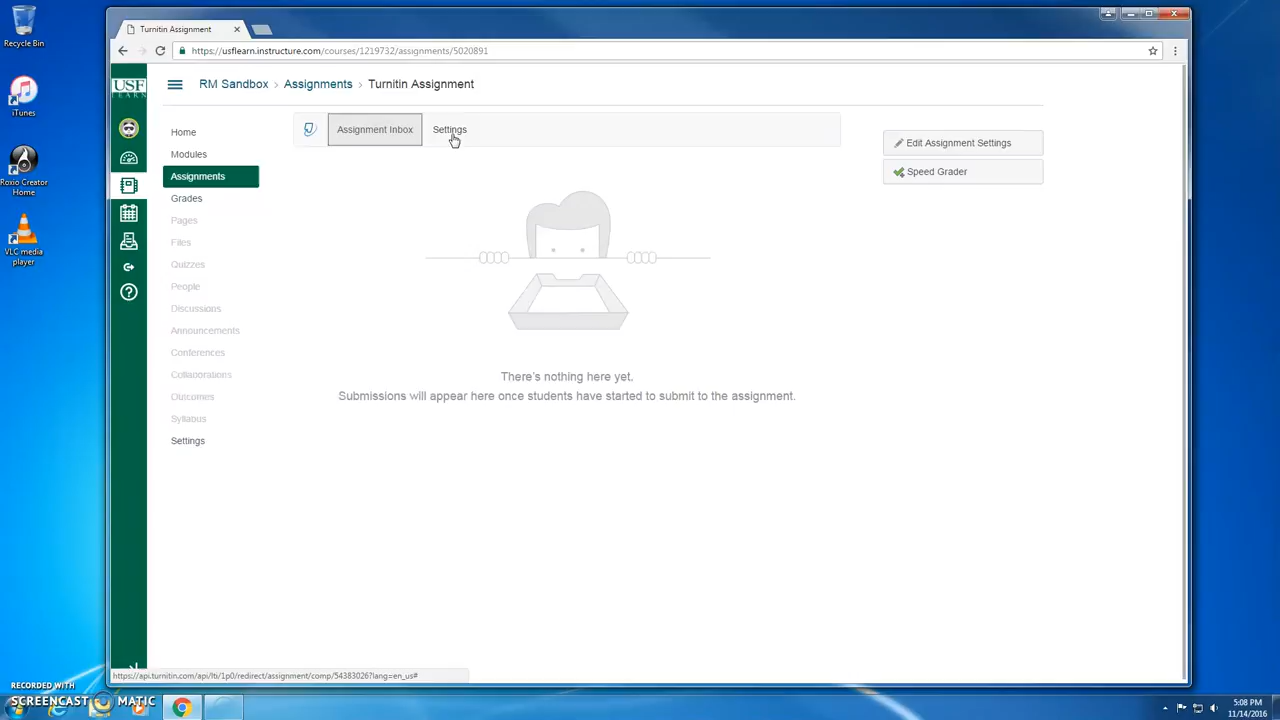 Recycle Bin
iTunes
Roxio Creator
Home
VLC media
player
Turnitin Assignment
https://usflearn.instructure.com/courses/1219732/assignments/5020891
USF
LEARN
RM Sandbox > Assignments > Turnitin Assignment
Home
Modules
Assignments
Grades
Pages
Files
Quizzes
People
Discussions
Announcements
Conferences
Collaborations
Outcomes
Syllabus
Settings
Assignment Inbox
Settings
Edit Assignment Settings
Speed Grader
There's nothing here yet.
Submissions will appear here once students have started to submit to the assignment.
https://api.turnitin.com/api/lti/1p0/redirect/assignment/comp/54383026?lang=en_us#
RECORDED WITH
SCREENCAST MATIC
5:08 PM
11/14/2016